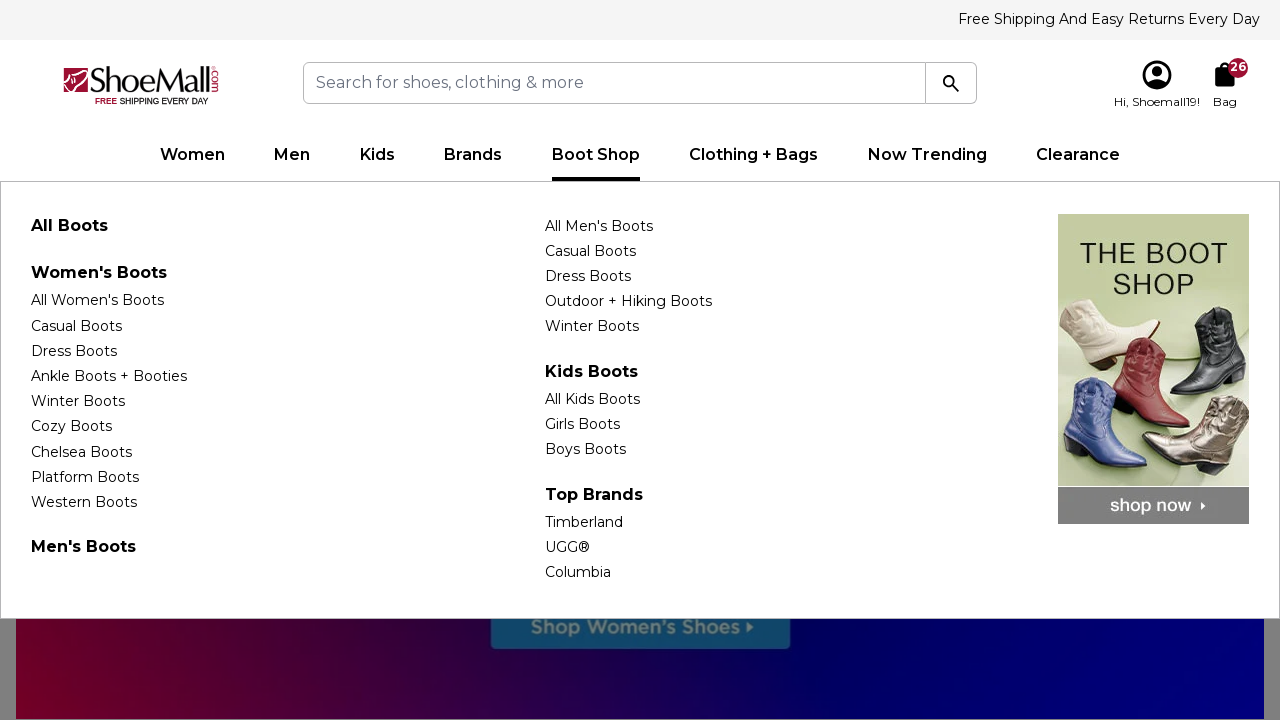 Free Shipping And Easy Returns Every Day
ShoeMall.com
FREE SHIPPING EVERY DAY
Search for shoes, clothing & more
Hi, Shoemall19!
26
Bag
Women
Men
Kids
Brands
Boot Shop
Clothing + Bags
Now Trending
Clearance
All Boots
Women's Boots
All Women's Boots
Casual Boots
Dress Boots
Ankle Boots + Booties
Winter Boots
Cozy Boots
Chelsea Boots
Platform Boots
Western Boots
Men's Boots
All Men's Boots
Casual Boots
Dress Boots
Outdoor + Hiking Boots
Winter Boots
Kids Boots
All Kids Boots
Girls Boots
Boys Boots
Top Brands
Timberland
UGG®
Columbia
THE BOOT
SHOP
shop now
Shop Women's Shoes